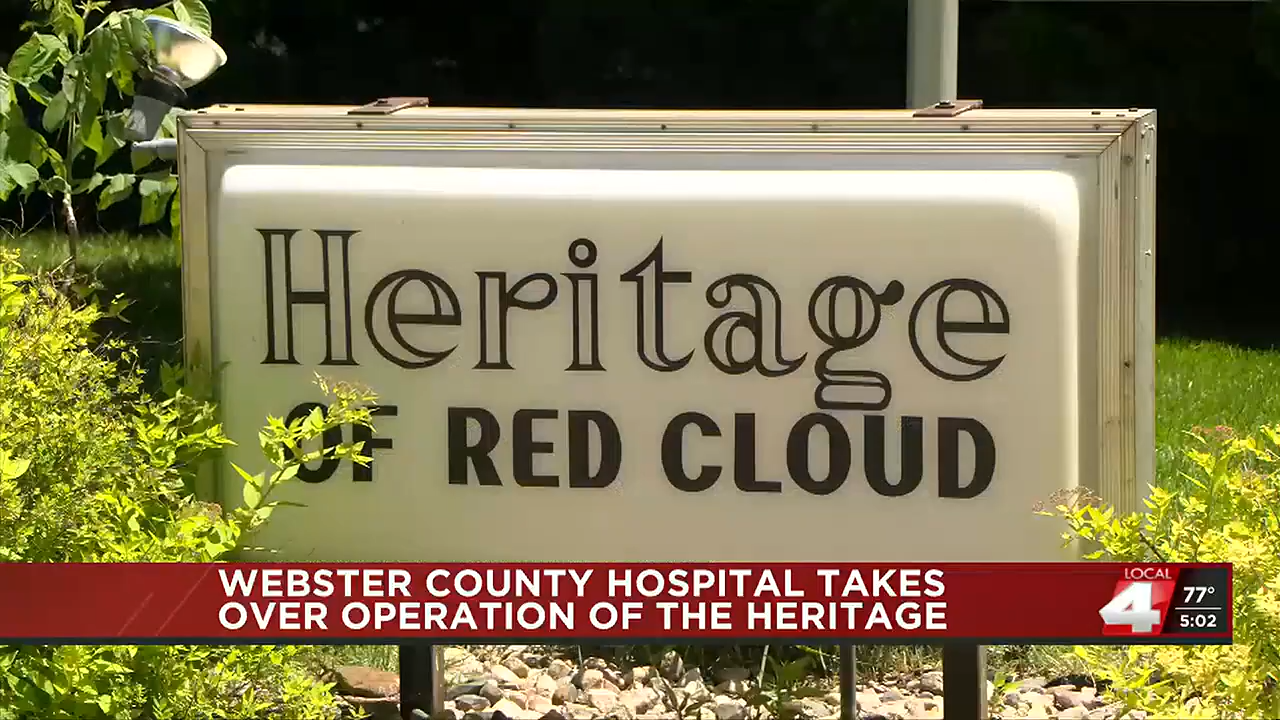 Heritage
OF RED CLOUD
WEBSTER COUNTY HOSPITAL TAKES
OVER OPERATION OF THE HERITAGE
LOCAL
4
77°
5:02